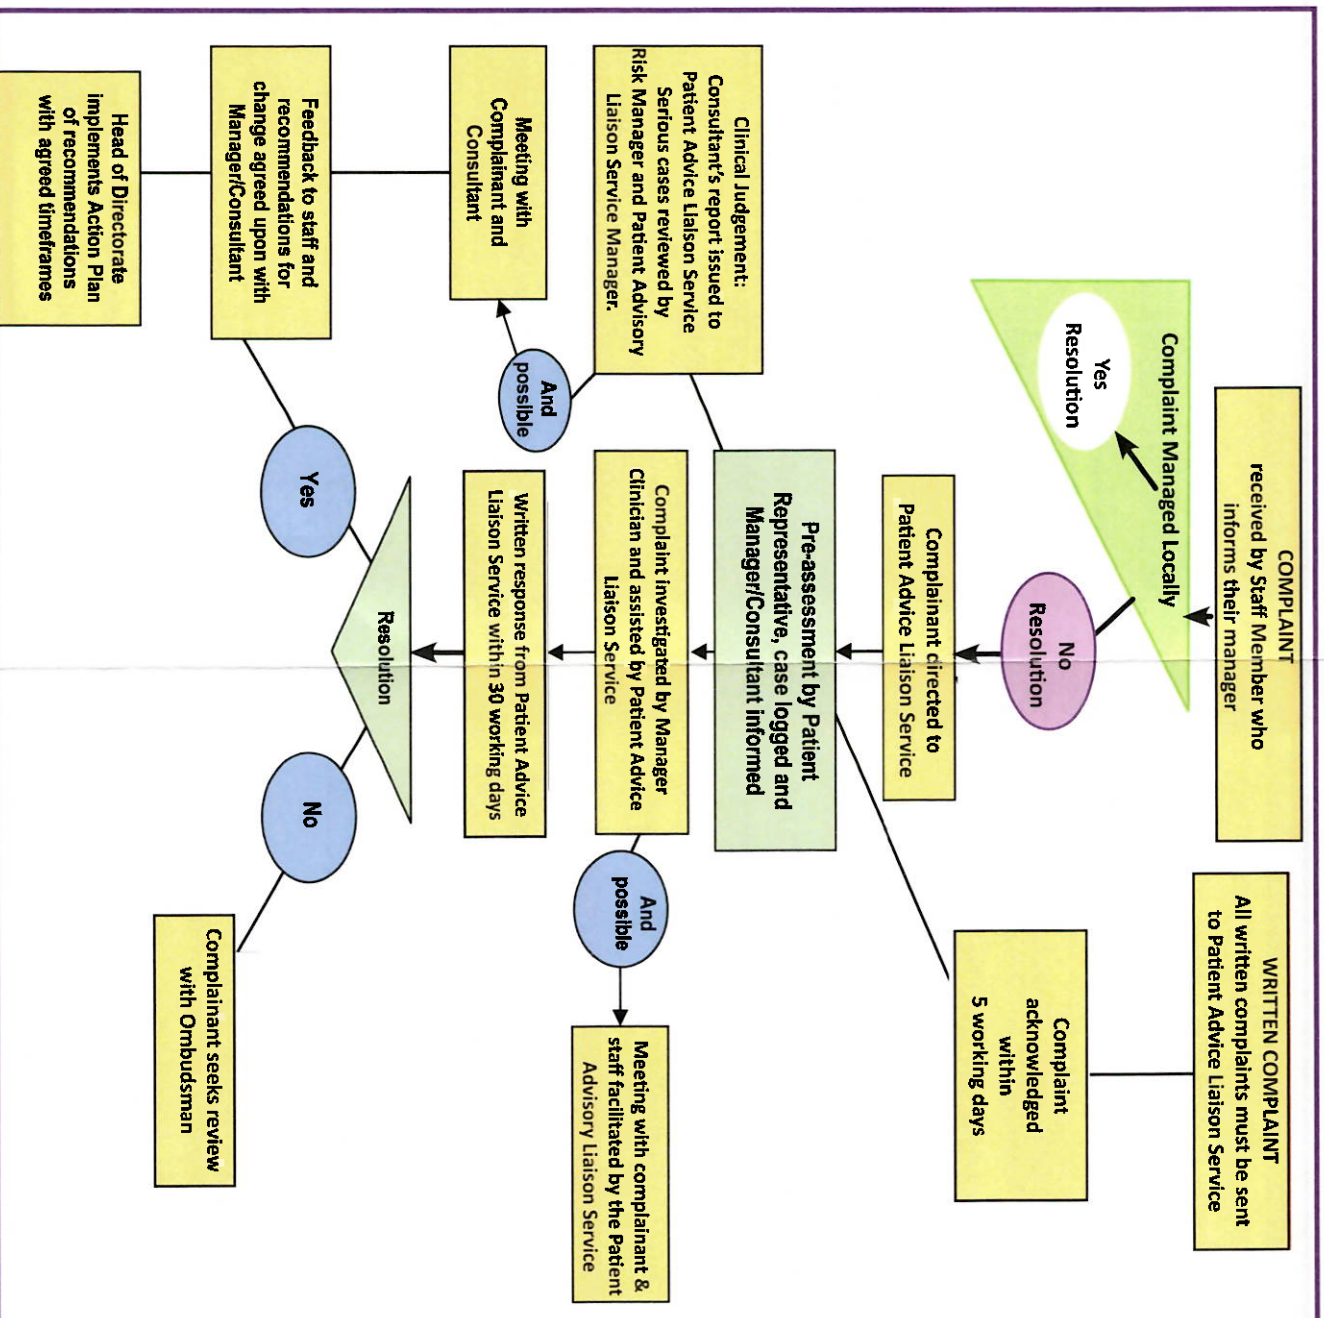 COMPLAINT
received by Staff Member who
informs their manager
WRITTEN COMPLAINT
All written complaints must be sent
to Patient Advice Liaison Service
Complaint Managed Locally
Yes
Resolution
No
Resolution
Complaint
acknowledged
within
5 working days
Complainant directed to
Patient Advice Liaison Service
Pre-assessment by Patient
Representative, case logged and
Manager/Consultant informed
Clinical Judgement:
Consultant's report issued to
Patient Advice Liaison Service
Serious cases reviewed by
Risk Manager and Patient Advisory
Liaison Service Manager.
Complaint investigated by Manager
Clinician and assisted by Patient Advice
Liaison Service
And
possible
Meeting with complainant &
staff facilitated by the Patient
Advisory Liaison Service
And
possible
Meeting with
Complainant and
Consultant
Written response from Patient Advice
Liaison Service within 30 working days
Resolution
Yes
No
Feedback to staff and
recommendations for
change agreed upon with
Manager/Consultant
Complainant seeks review
with Ombudsman
Head of Directorate
implements Action Plan
of recommendations
with agreed timeframes